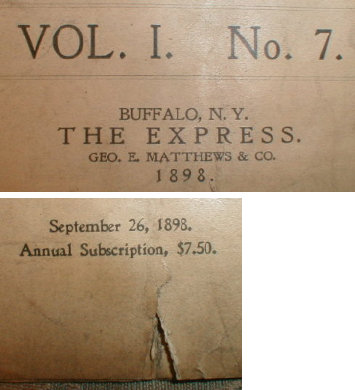 VOL. I. No. 7.
BUFFALO, N. Y.
THE EXPRESS.
GEO. E. MATTHEWS & CO.
1898.
September 26, 1898.
Annual Subscription, $7.50.